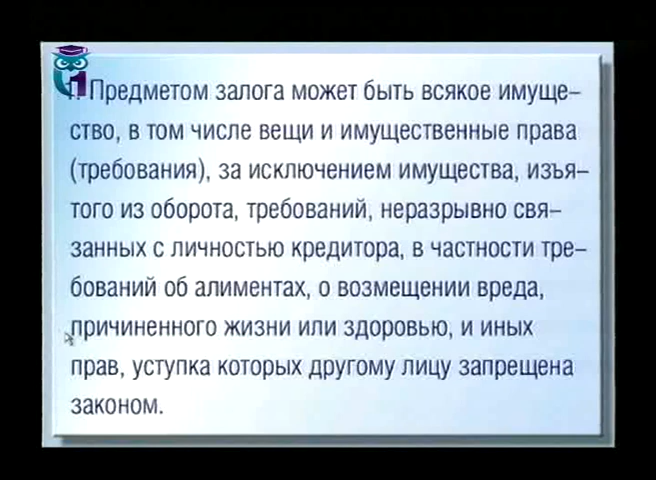 1. Предметом залога может быть всякое имуще–
ство, в том числе вещи и имущественные права
(требования), за исключением имущества, изъя–
того из оборота, требований, неразрывно свя–
занных с личностью кредитора, в частности тре–
бований об алиментах, о возмещении вреда,
причиненного жизни или здоровью, и иных
прав, уступка которых другому лицу запрещена
законом.